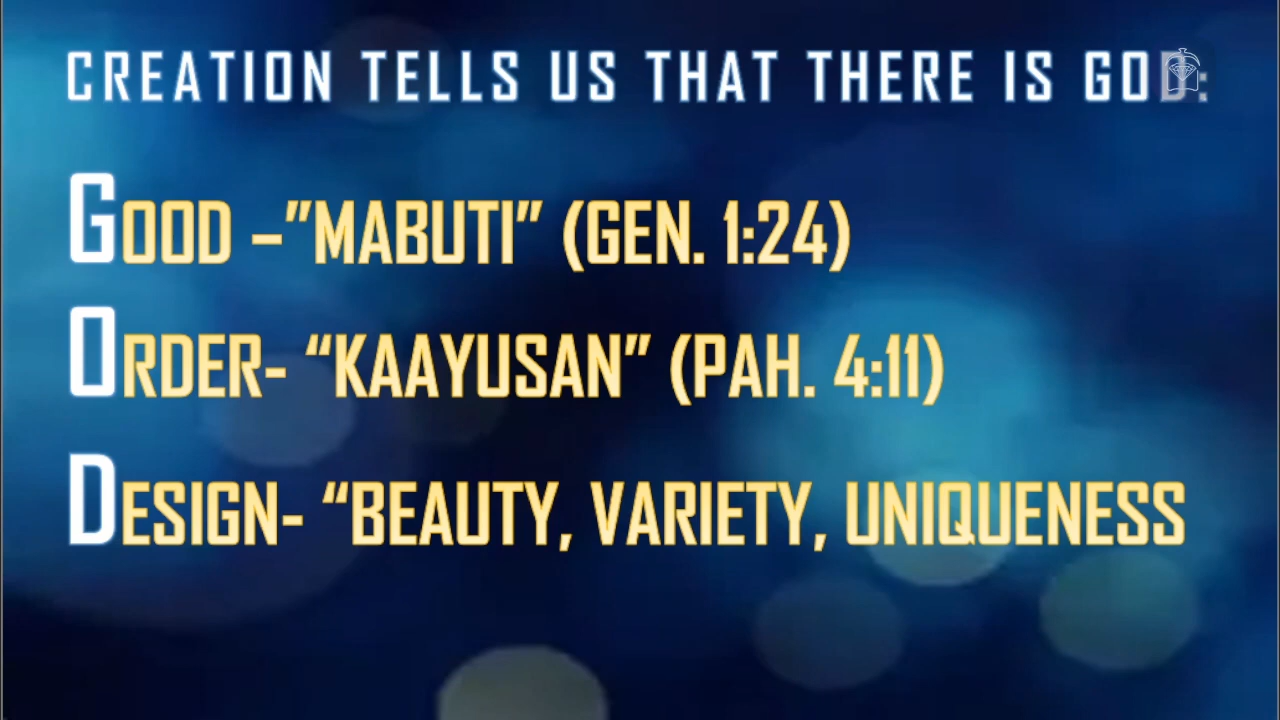 CREATION TELLS US THAT THERE IS GOD:
GOOD –”MABUTI” (GEN. 1:24)
ORDER- “KAAYUSAN” (PAH. 4:11)
DESIGN- “BEAUTY, VARIETY, UNIQUENESS